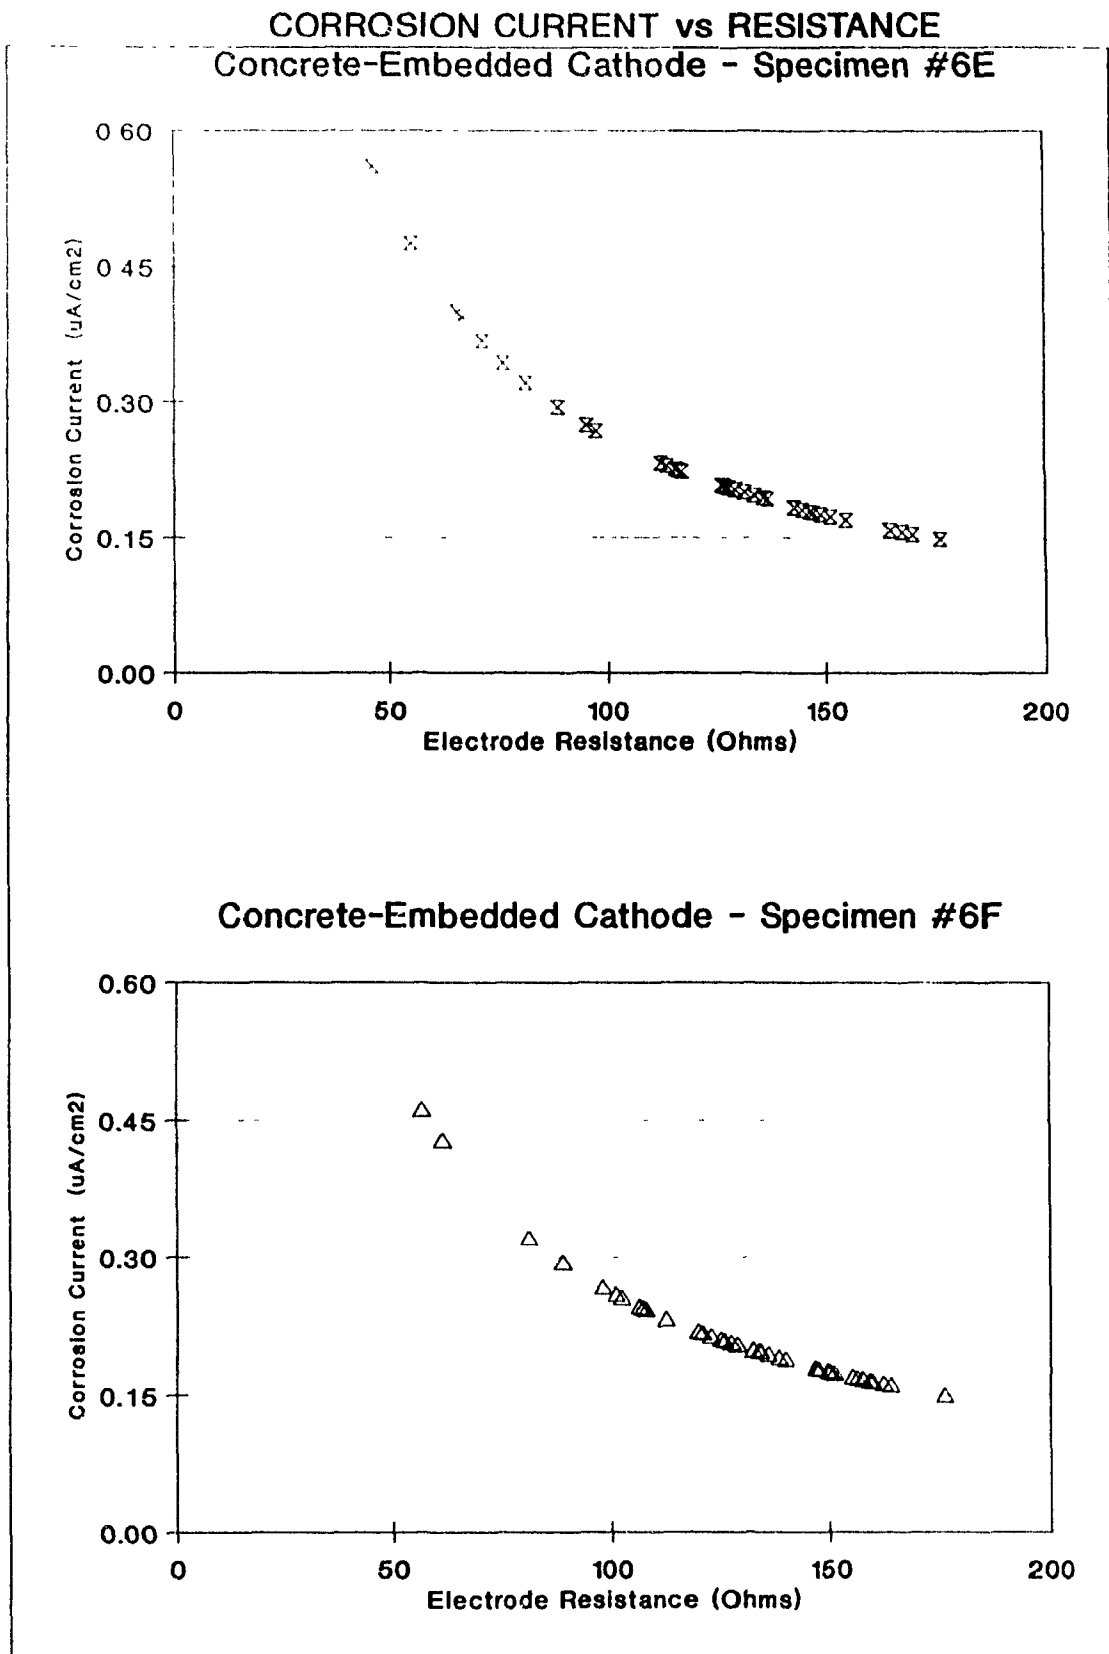 CORROSION CURRENT vs RESISTANCE
Concrete-Embedded Cathode - Specimen #6E
0 60
0 45
0.30
0.15
0.00
Corrosion Current (uA/cm2)
0 50 100 150 200
Electrode Resistance (Ohms)
Concrete-Embedded Cathode - Specimen #6F
0.60
0.45
0.30
0.15
0.00
Corrosion Current (uA/cm2)
0 50 100 150 200
Electrode Resistance (Ohms)